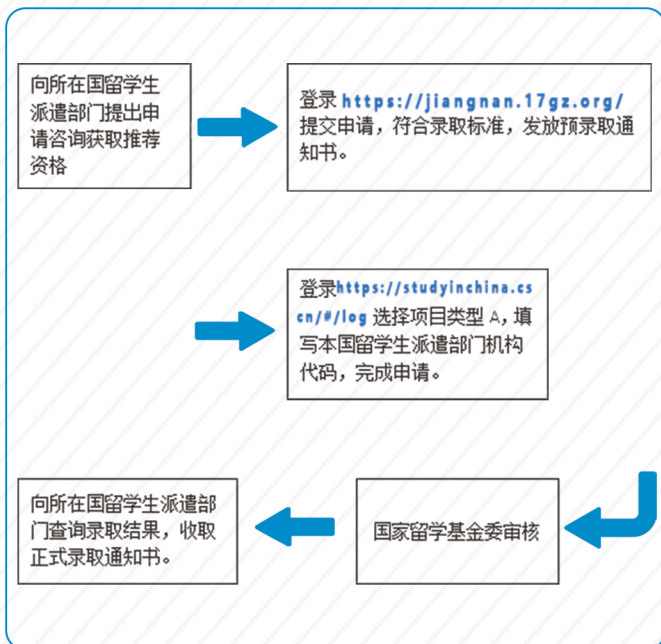 向所在国留学生
派遣部门提出申
请咨询获取推荐
资格
登录 https://jiangnan.17gz.org/
提交申请，符合录取标准，发放预录取通
知书。
登录https://studyinchina.cs
cn/#/log 选择项目类型 A，填
写本国留学生派遣部门机构
代码，完成申请。
国家留学基金委审核
向所在国留学生派遣部
门查询录取结果，收取
正式录取通知书。